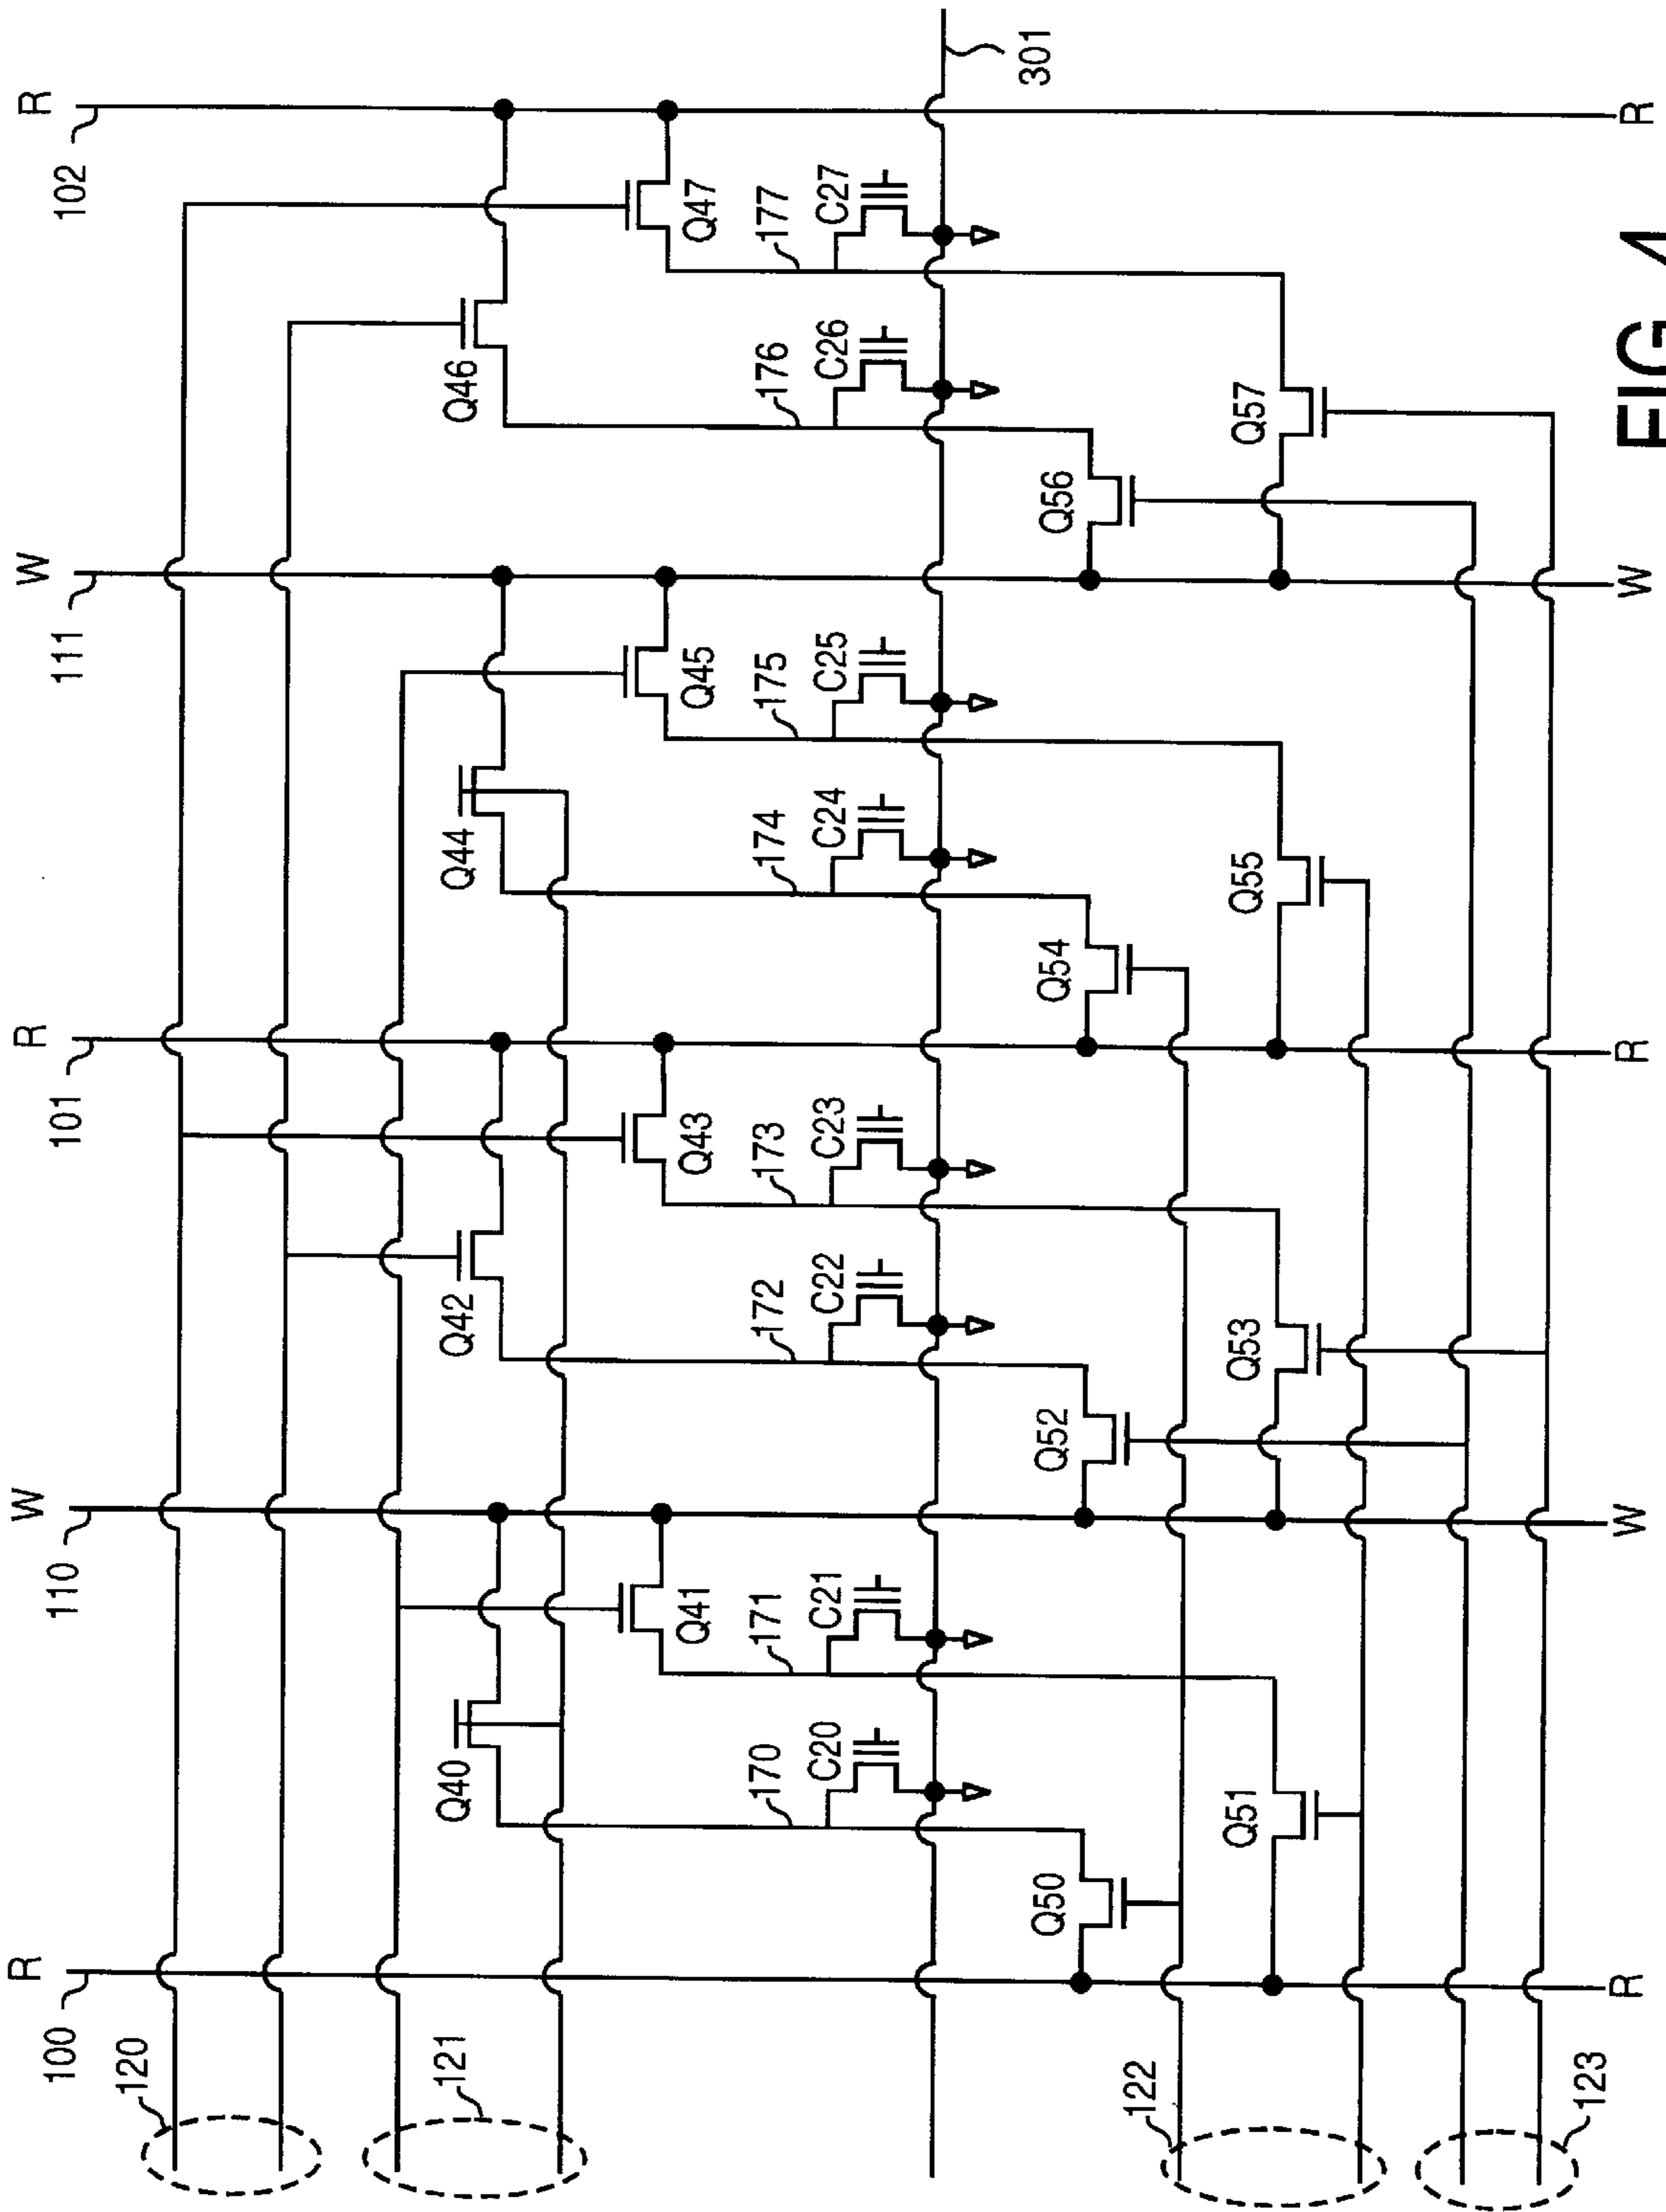 R W R W R
100 110 101 111 102
120
121
Q40 Q42 Q44 Q46
Q41 Q43 Q45 Q47
170 171 172 173 174 175 176 177
C20 C21 C22 C23 C24 C25 C26 C27
301
Q50 Q52 Q54 Q56
122
Q51 Q53 Q55 Q57
123
R W R W R
FIG 4